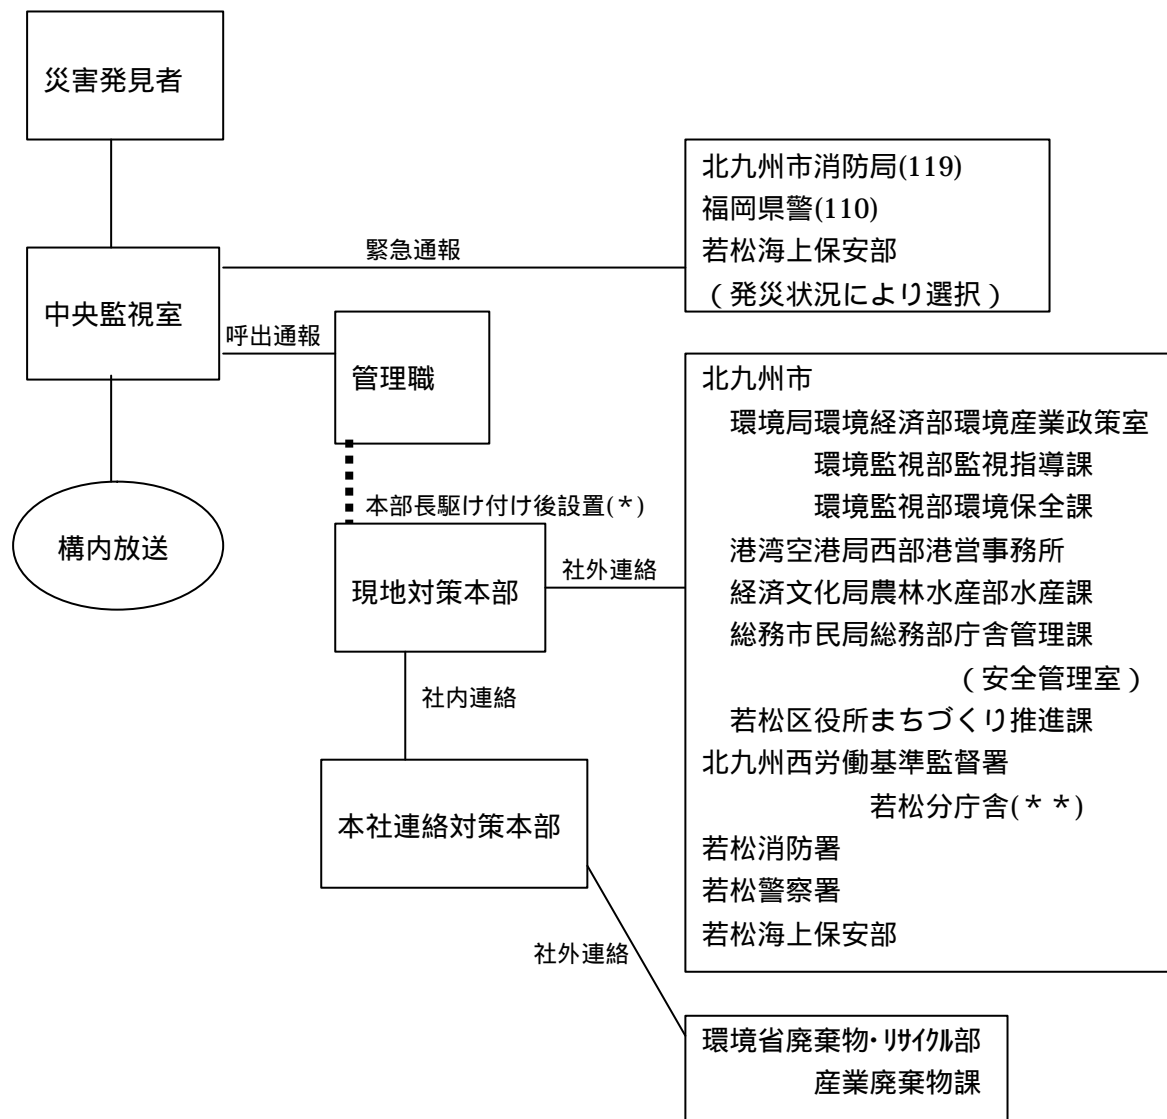 災害発見者
北九州市消防局(119)
福岡県警(110)
若松海上保安部
（発災状況により選択）
緊急通報
中央監視室
呼出通報
管理職
北九州市
環境局環境経済部環境産業政策室
環境監視部監視指導課
環境監視部環境保全課
港湾空港局西部港営事務所
経済文化局農林水産部水産課
総務市民局総務部庁舎管理課
（安全管理室）
若松区役所まちづくり推進課
北九州西労働基準監督署
若松分庁舎(＊＊)
若松消防署
若松警察署
若松海上保安部
本部長駆け付け後設置(＊)
構内放送
現地対策本部
社外連絡
社内連絡
本社連絡対策本部
社外連絡
環境省廃棄物・ﾘｻｲｸﾙ部
産業廃棄物課